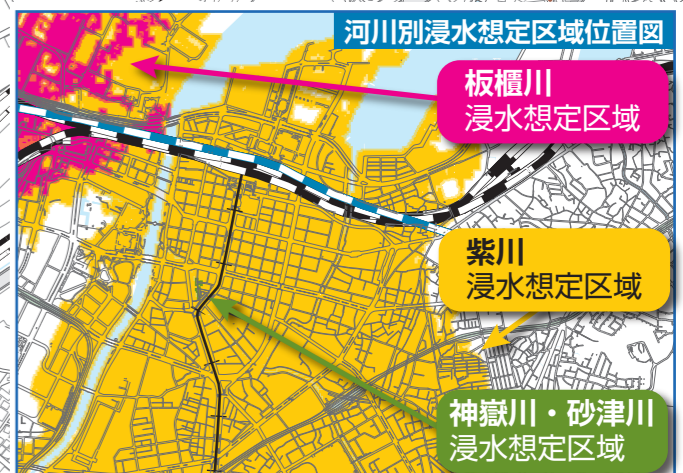 河川別浸水想定区域位置図
板櫃川
浸水想定区域
紫川
浸水想定区域
神嶽川・砂津川
浸水想定区域